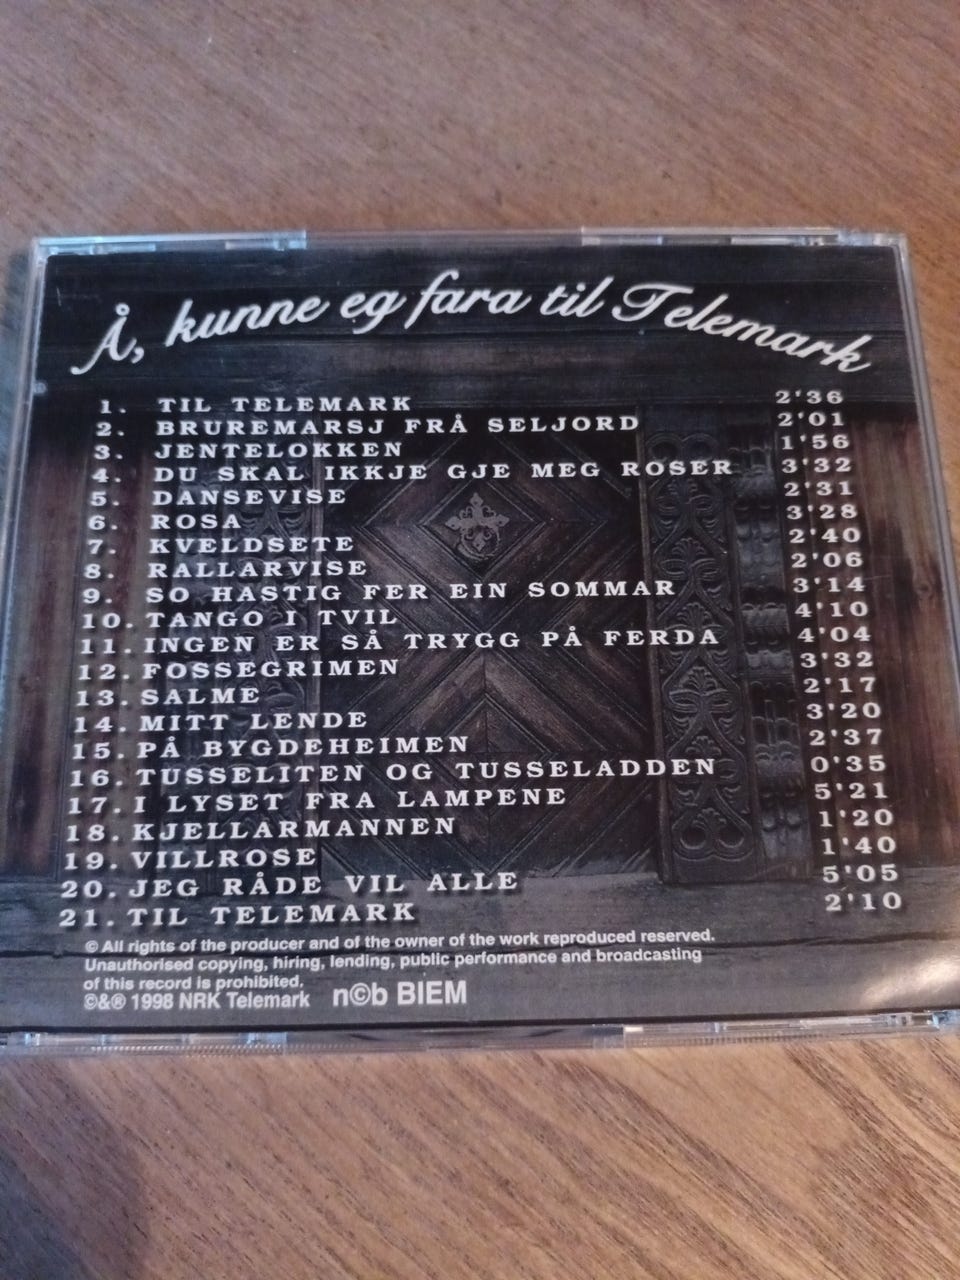 Å, kunne eg fara til Telemark
1. TIL TELEMARK 2'36
2. BRUREMARSJ FRÅ SELJORD 2'01
3. JENTELOKKEN 1'56
4. DU SKAL IKKJE GJE MEG ROSER 3'32
5. DANSEVISE 2'31
6. ROSA 3'28
7. KVELDSETE 2'40
8. RALLARVISE 2'06
9. SO HASTIG FER EIN SOMMAR 3'14
10. TANGO I TVIL 4'10
11. INGEN ER SÅ TRYGG PÅ FERDA 4'04
12. FOSSEGRIMEN 3'32
13. SALME 2'17
14. MITT LENDE 3'20
15. PÅ BYGDEHEIMEN 2'37
16. TUSSELITEN OG TUSSELADDEN 0'35
17. I LYSET FRA LAMPENE 5'21
18. KJELLARMANNEN 1'20
19. VILLROSE 1'40
20. JEG RÅDE VIL ALLE 5'05
21. TIL TELEMARK 2'10
© All rights of the producer and of the owner of the work reproduced reserved.
Unauthorised copying, hiring, lending, public performance and broadcasting
of this record is prohibited.
©&® 1998 NRK Telemark n©b BIEM